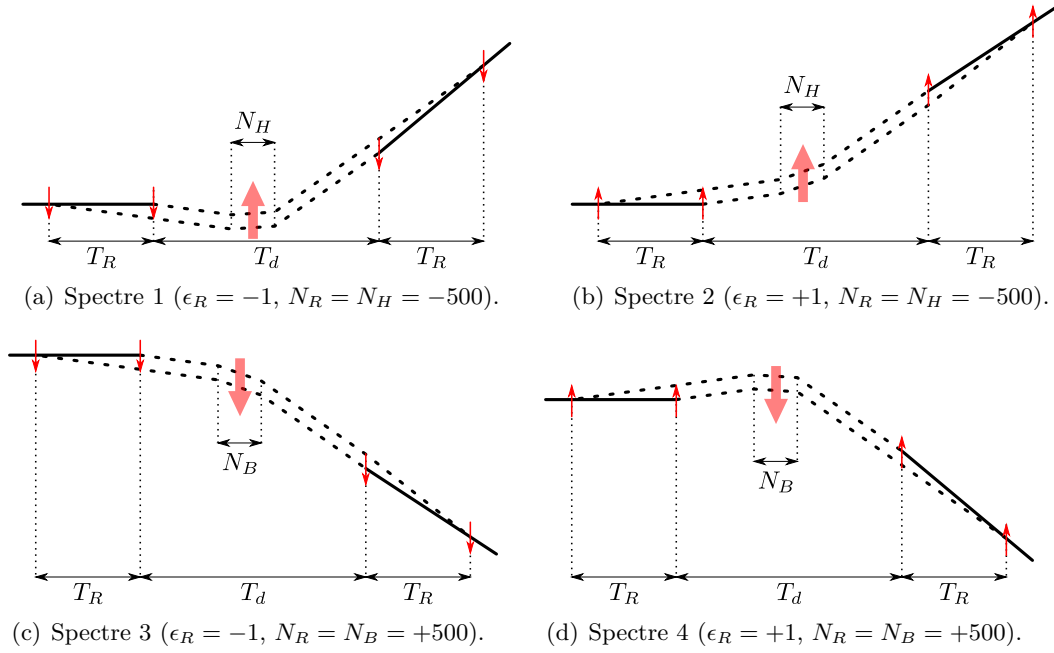 N_H
T_R
T_d
T_R
(a) Spectre 1 (ϵ_R = −1, N_R = N_H = −500).
N_H
T_R
T_d
T_R
(b) Spectre 2 (ϵ_R = +1, N_R = N_H = −500).
N_B
T_R
T_d
T_R
(c) Spectre 3 (ϵ_R = −1, N_R = N_B = +500).
N_B
T_R
T_d
T_R
(d) Spectre 4 (ϵ_R = +1, N_R = N_B = +500).